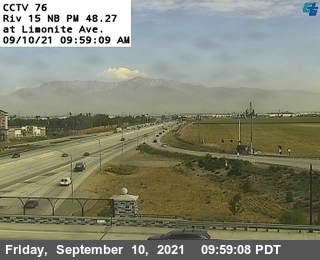 CCTV 76
Riv 15 NB PM 48.27
at Limonite Ave.
09/10/21 09:59:09 AM
Friday, September 10, 2021 09:59:08 PDT